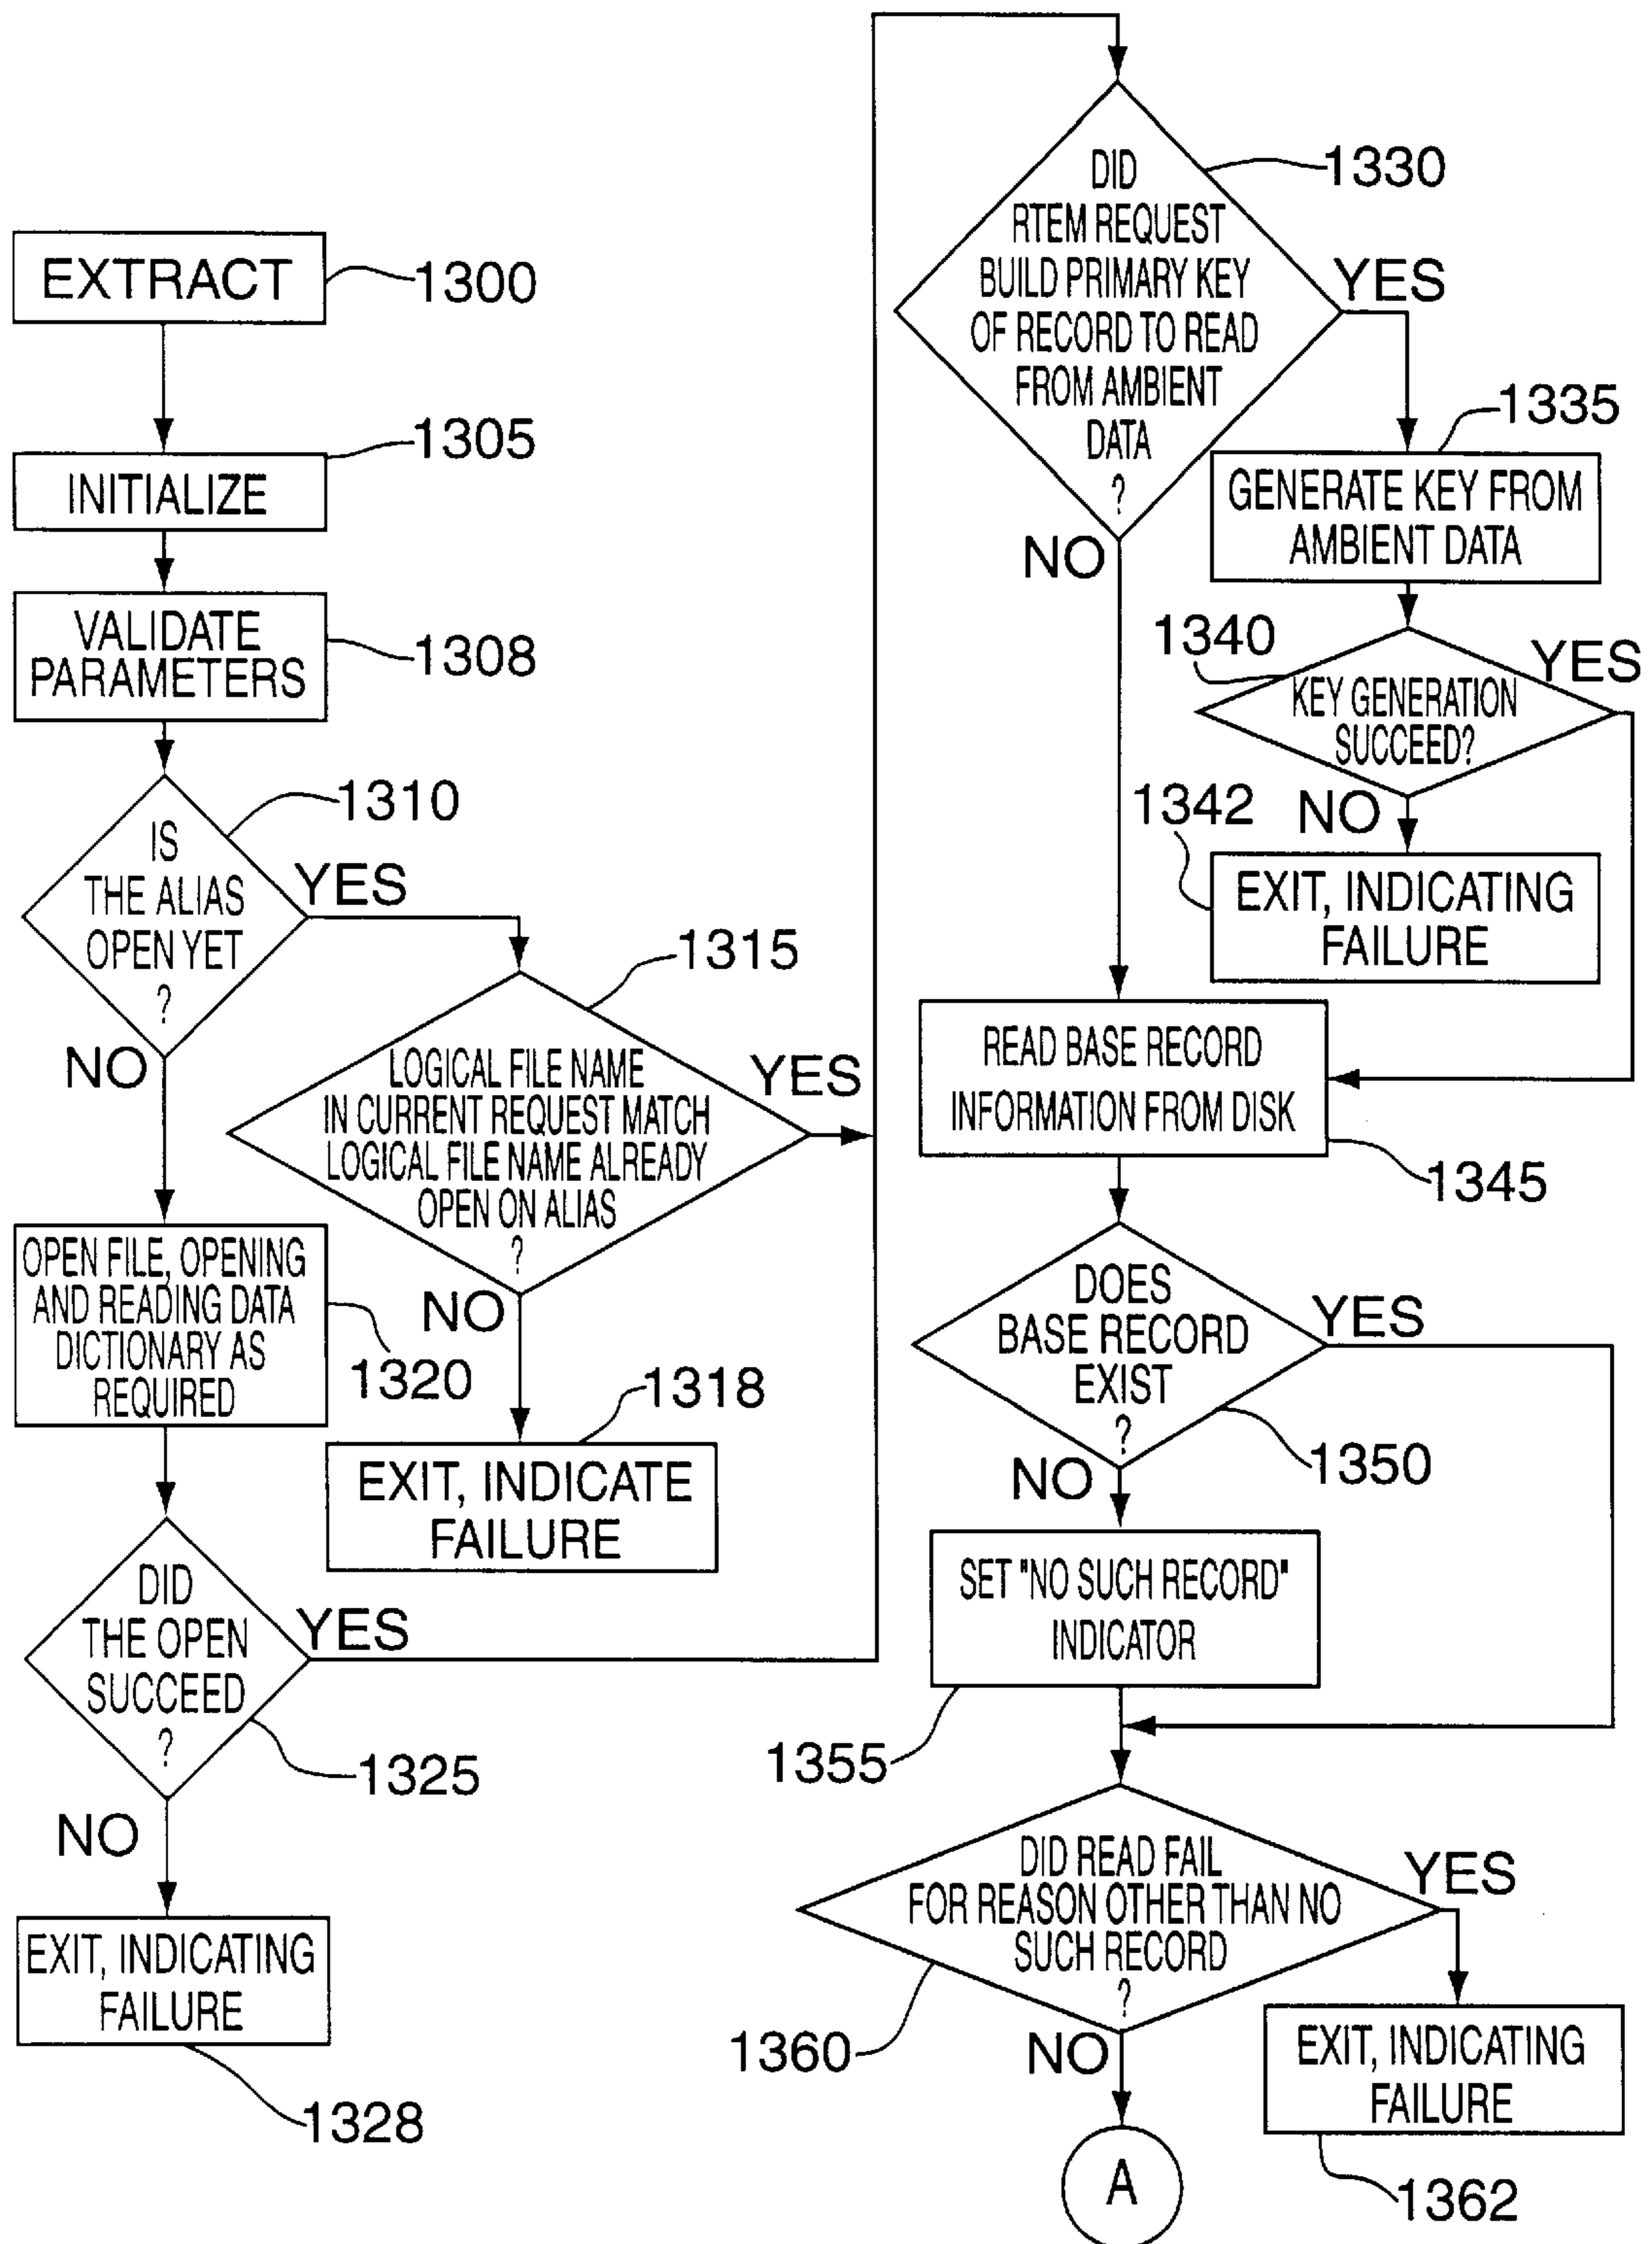 EXTRACT
1300
1305
INITIALIZE
VALIDATE
PARAMETERS
1308
1310
IS
THE ALIAS
OPEN YET
?
YES
NO
1315
LOGICAL FILE NAME
IN CURRENT REQUEST MATCH
LOGICAL FILE NAME ALREADY
OPEN ON ALIAS
?
YES
NO
OPEN FILE, OPENING
AND READING DATA
DICTIONARY AS
REQUIRED
1320
1318
EXIT, INDICATE
FAILURE
DID
THE OPEN
SUCCEED
?
YES
1325
NO
EXIT, INDICATING
FAILURE
1328
DID
RTEM REQUEST
BUILD PRIMARY KEY
OF RECORD TO READ
FROM AMBIENT
DATA
?
1330
YES
NO
1335
GENERATE KEY FROM
AMBIENT DATA
1340
KEY GENERATION
SUCCEED?
YES
NO
1342
EXIT, INDICATING
FAILURE
READ BASE RECORD
INFORMATION FROM DISK
1345
DOES
BASE RECORD
EXIST
?
YES
1350
NO
SET "NO SUCH RECORD"
INDICATOR
1355
DID READ FAIL
FOR REASON OTHER THAN NO
SUCH RECORD
?
YES
1360
NO
EXIT, INDICATING
FAILURE
1362
A